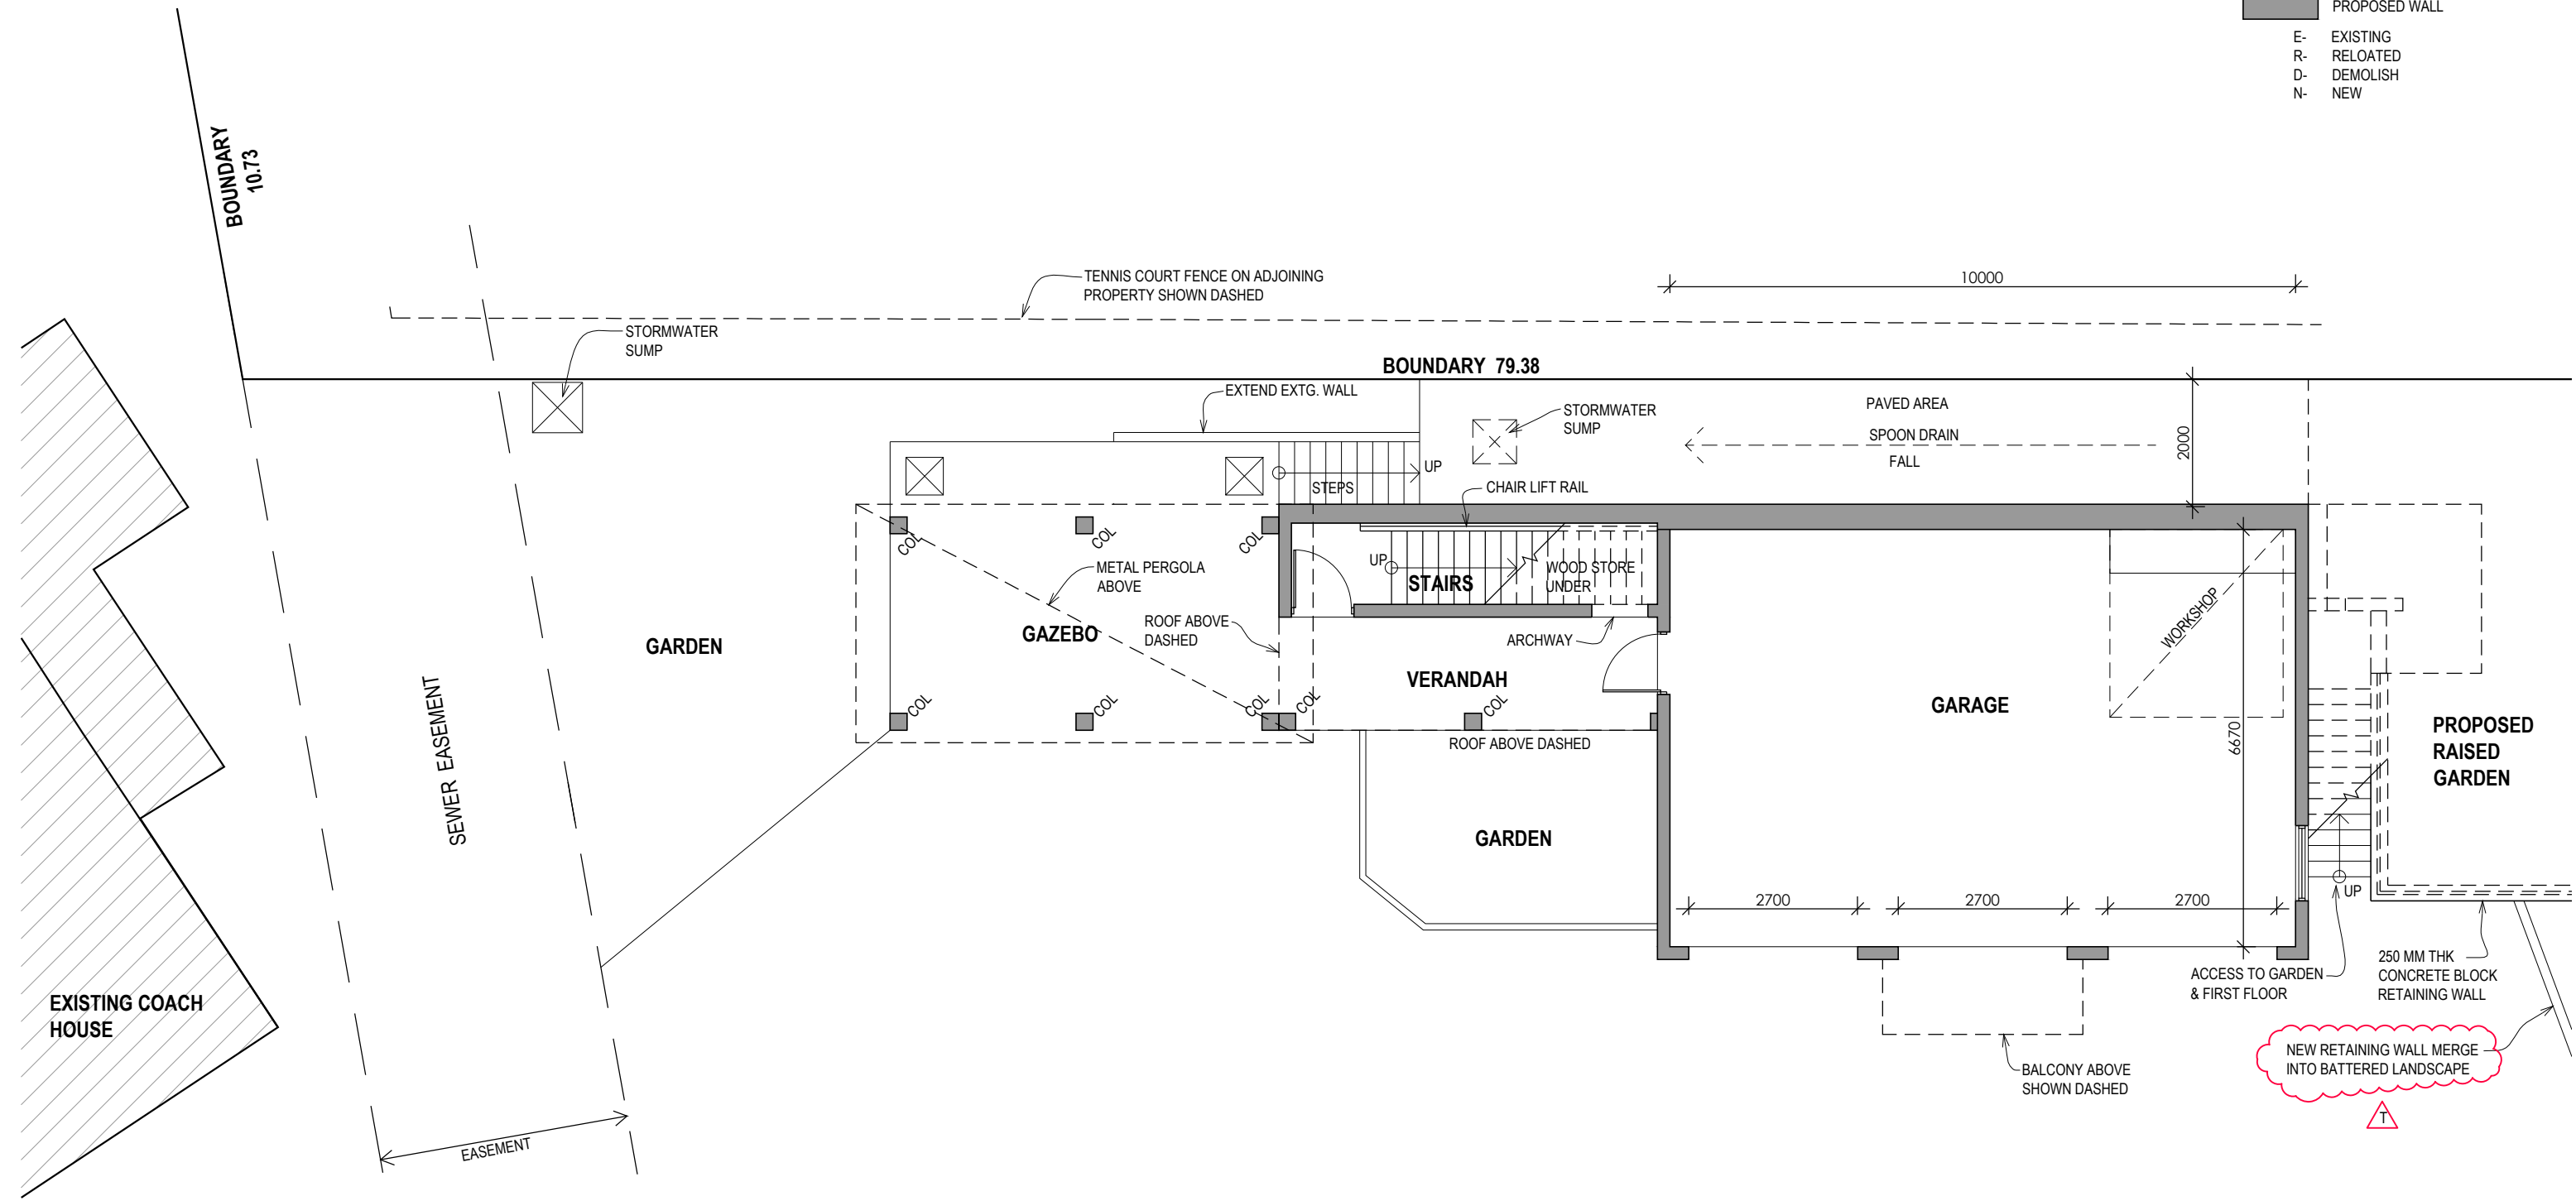 PROPOSED WALL
E- EXISTING
R- RELOATED
D- DEMOLISH
N- NEW
BOUNDARY
10.73
TENNIS COURT FENCE ON ADJOINING
PROPERTY SHOWN DASHED
10000
STORMWATER
SUMP
BOUNDARY 79.38
EXTEND EXTG. WALL
STORMWATER
SUMP
PAVED AREA
SPOON DRAIN
FALL
2000
UP
STEPS
CHAIR LIFT RAIL
COL
COL
COL
METAL PERGOLA
ABOVE
UP
STAIRS
WOOD STORE
UNDER
WORKSHOP
GARDEN
GAZEBO
ROOF ABOVE
DASHED
ARCHWAY
VERANDAH
GARAGE
COL
COL
COL
COL
COL
ROOF ABOVE DASHED
6670
PROPOSED
RAISED
GARDEN
SEWER EASEMENT
GARDEN
2700
2700
2700
UP
EXISTING COACH
HOUSE
ACCESS TO GARDEN
& FIRST FLOOR
250 MM THK
CONCRETE BLOCK
RETAINING WALL
NEW RETAINING WALL MERGE
INTO BATTERED LANDSCAPE
T
BALCONY ABOVE
SHOWN DASHED
EASEMENT